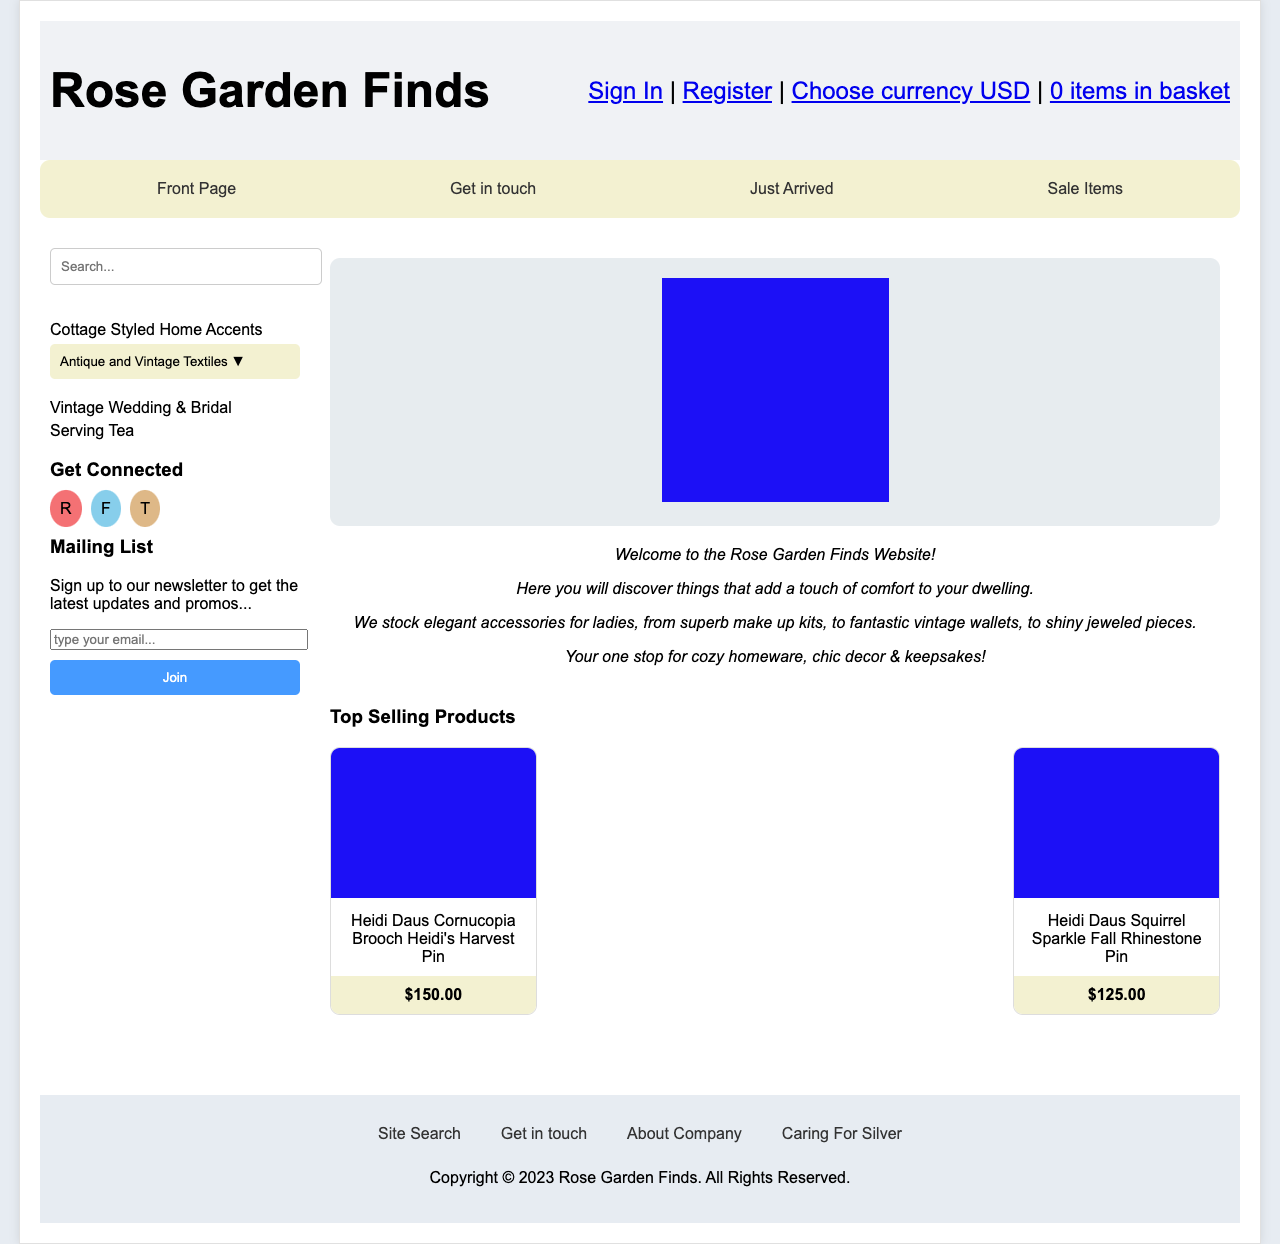 Rose Garden Finds
Sign In | Register | Choose currency USD | 0 items in basket
Front Page
Get in touch
Just Arrived
Sale Items
Search...
Cottage Styled Home Accents
Antique and Vintage Textiles ▼
Vintage Wedding & Bridal
Serving Tea
Get Connected
R
F
T
Mailing List
Sign up to our newsletter to get the
latest updates and promos...
type your email...
Join
Welcome to the Rose Garden Finds Website!
Here you will discover things that add a touch of comfort to your dwelling.
We stock elegant accessories for ladies, from superb make up kits, to fantastic vintage wallets, to shiny jeweled pieces.
Your one stop for cozy homeware, chic decor & keepsakes!
Top Selling Products
Heidi Daus Cornucopia
Brooch Heidi's Harvest
Pin
$150.00
Heidi Daus Squirrel
Sparkle Fall Rhinestone
Pin
$125.00
Site Search
Get in touch
About Company
Caring For Silver
Copyright © 2023 Rose Garden Finds. All Rights Reserved.